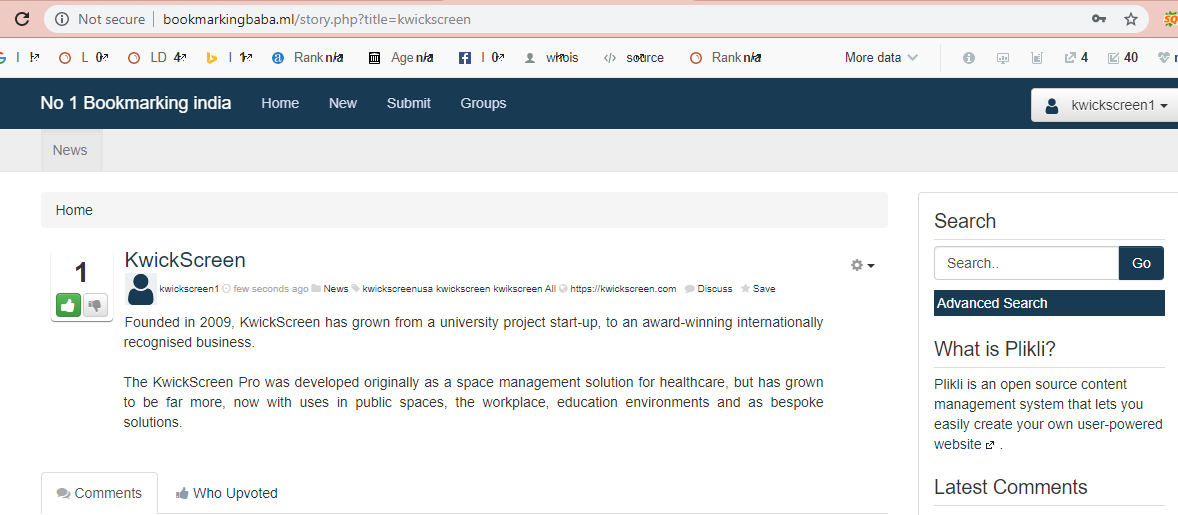 Not secure | bookmarkingbaba.ml/story.php?title=kwickscreen
L 0 LD 4 I 1 Rank n/a Age n/a I 0 whois source Rank n/a More data 4 40
No 1 Bookmarking india Home New Submit Groups kwickscreen1
News
Home
Search
Search.. Go
Advanced Search
1
KwickScreen
kwickscreen1 few seconds ago News kwickscreenusa kwickscreen kwikscreen All https://kwickscreen.com Discuss Save
Founded in 2009, KwickScreen has grown from a university project start-up, to an award-winning internationally
recognised business.
The KwickScreen Pro was developed originally as a space management solution for healthcare, but has grown
to be far more, now with uses in public spaces, the workplace, education environments and as bespoke
solutions.
What is Plikli?
Plikli is an open source content
management system that lets you
easily create your own user-powered
website .
Comments Who Upvoted
Latest Comments